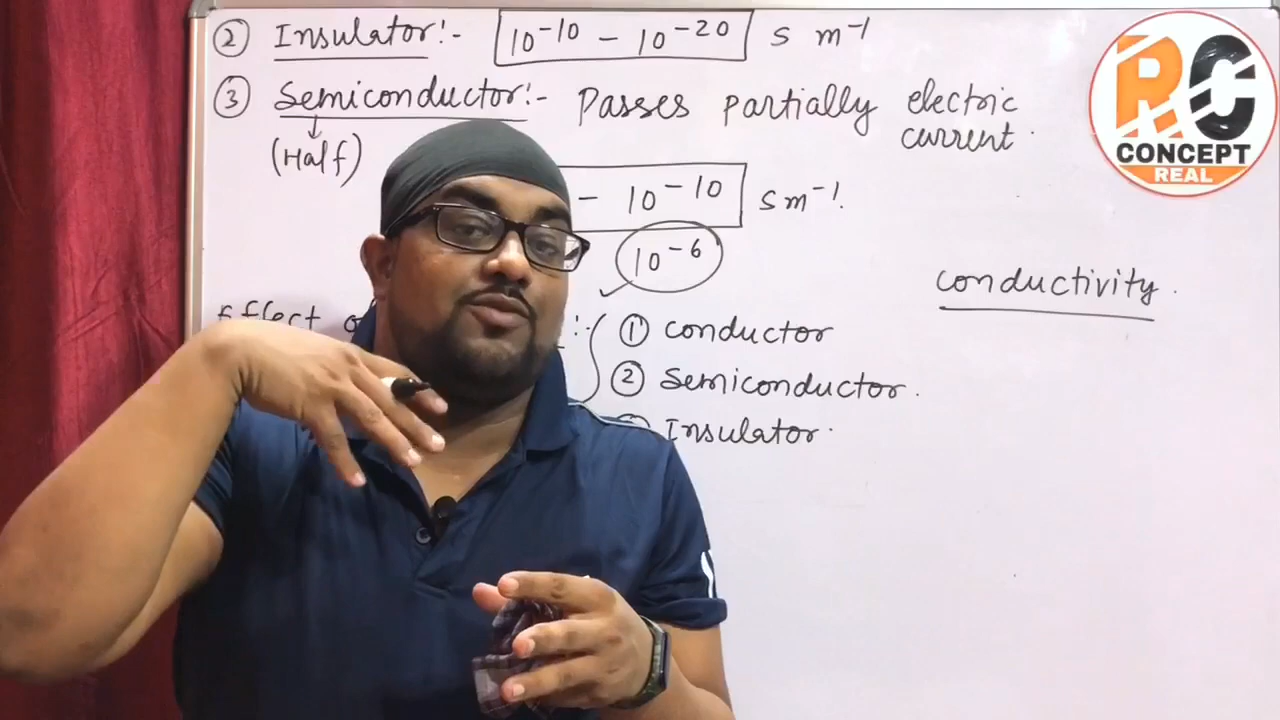 ② Insulator:- 10⁻¹⁰ - 10⁻²⁰ S m⁻¹
③ Semiconductor:- Passes partially electric
current.
(Half)
- 10⁻¹⁰ S m⁻¹.
10⁻⁶
conductivity.
Effect o :- ① conductor
② Semiconductor.
Insulator.
RC
CONCEPT
REAL